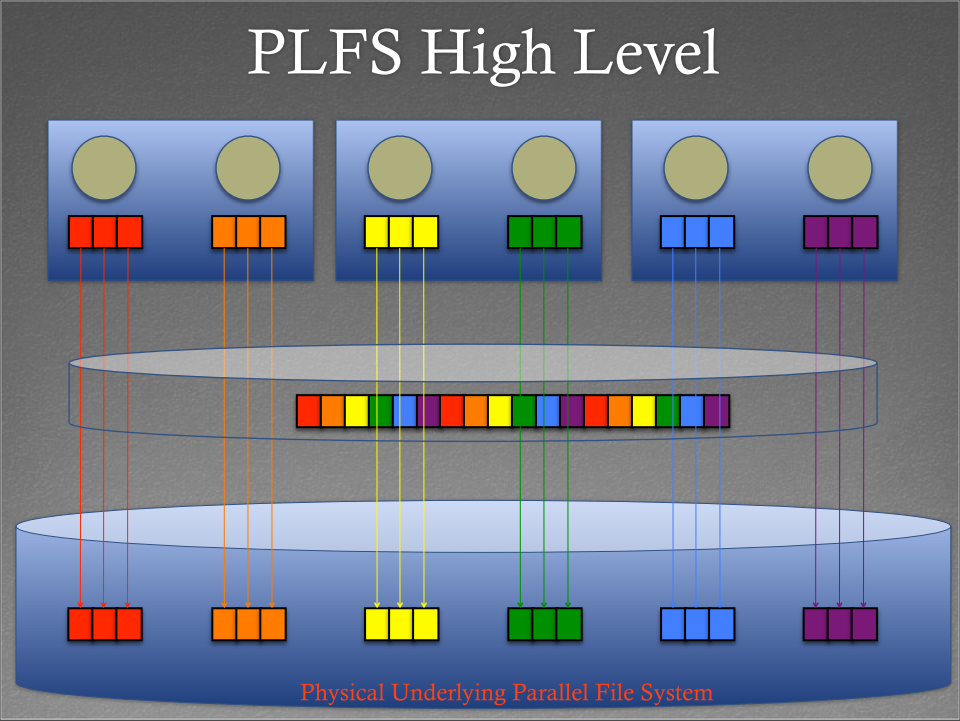 PLFS High Level
Physical Underlying Parallel File System